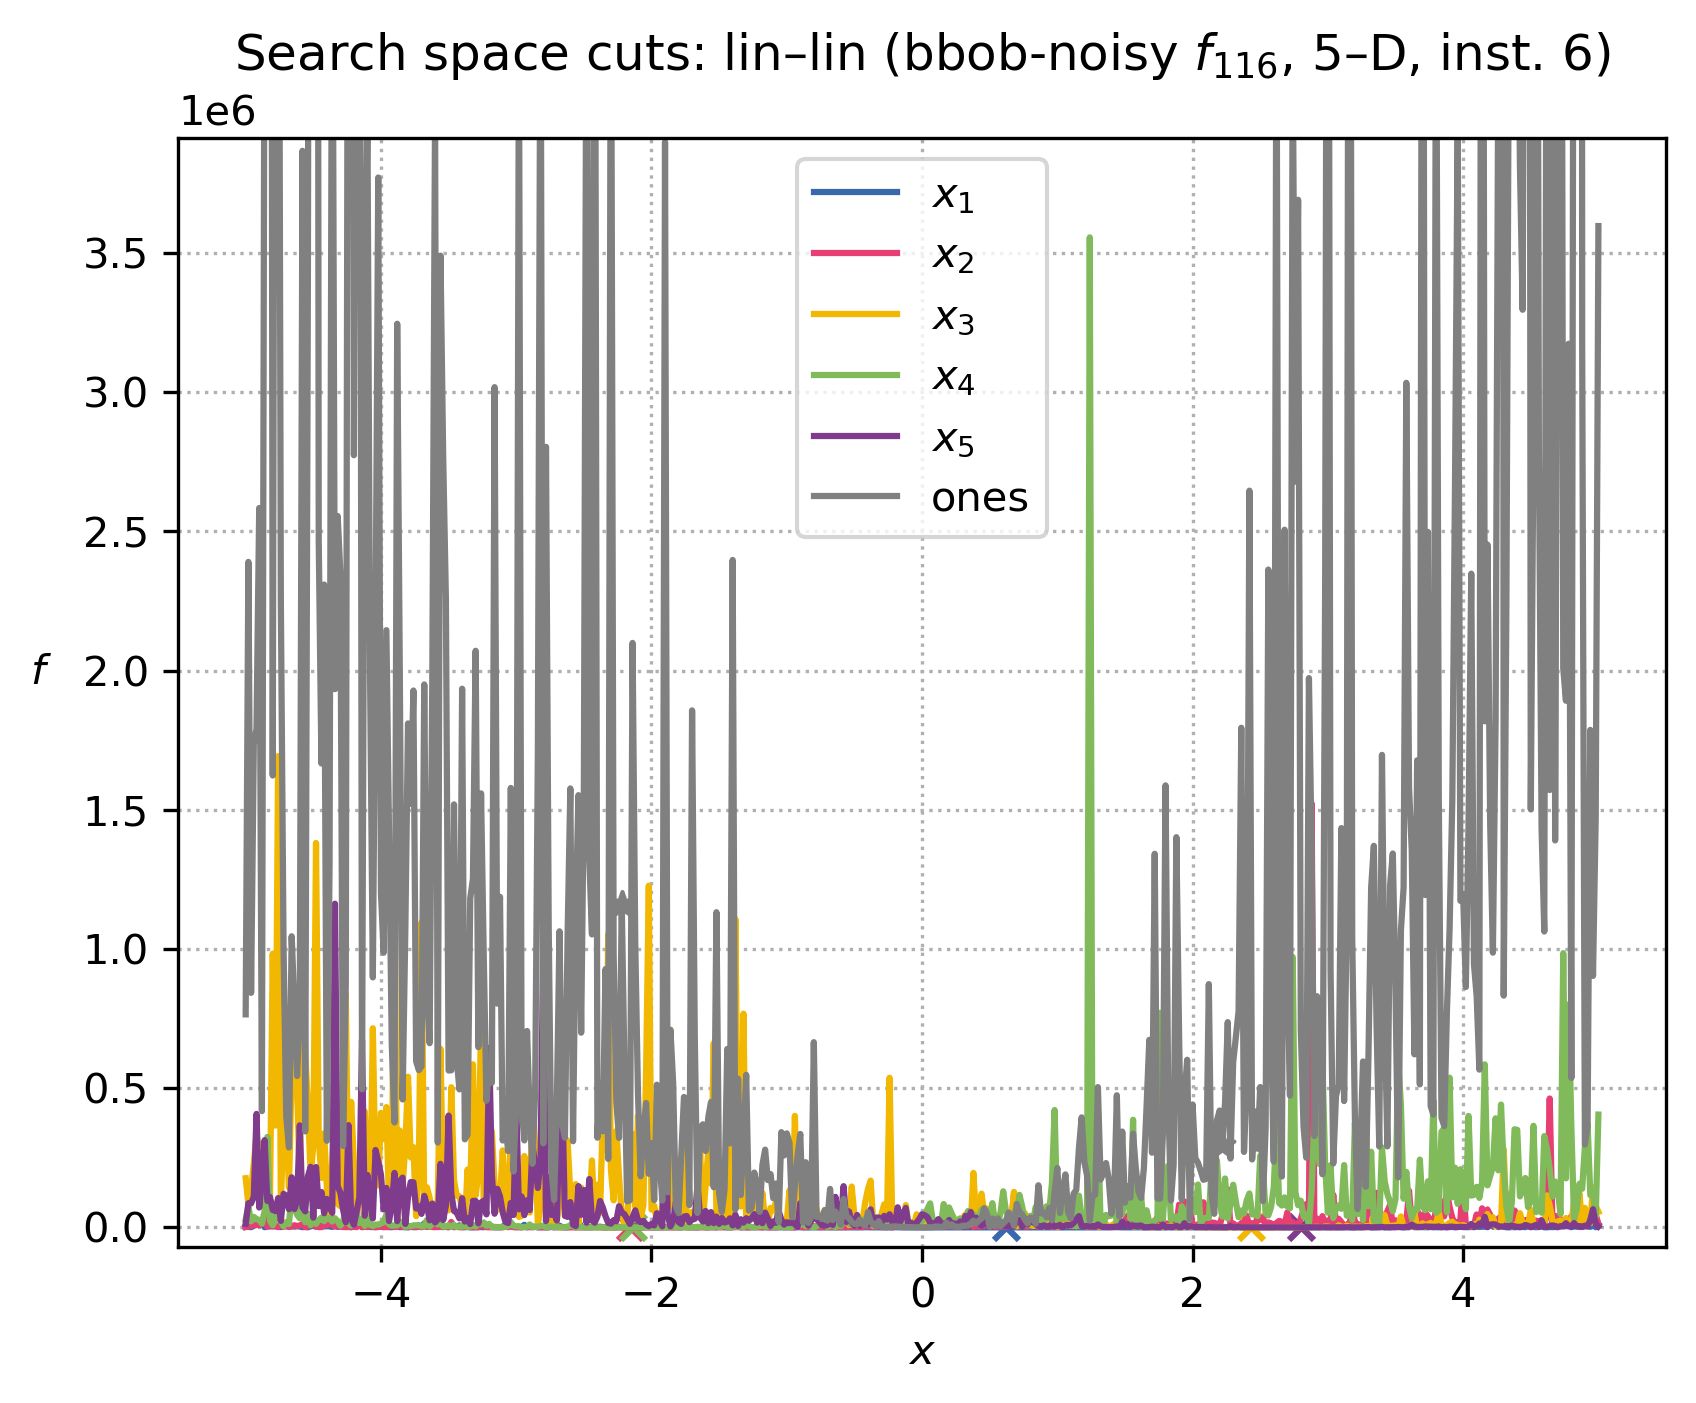 Search space cuts: lin–lin (bbob-noisy f₁₁₆, 5–D, inst. 6)
1e6
x₁
x₂
x₃
x₄
x₅
ones
3.5
3.0
2.5
2.0
1.5
1.0
0.5
0.0
f
−4 −2 0 2 4
x